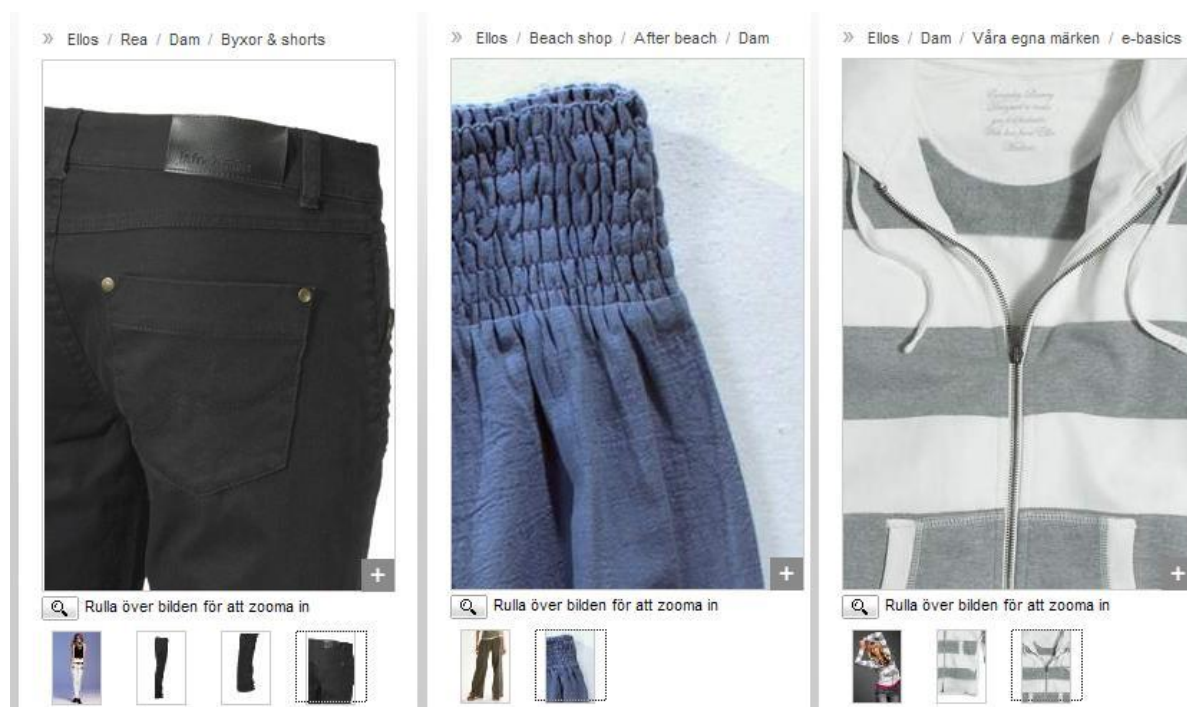 » Ellos / Rea / Dam / Byxor & shorts
Rulla över bilden för att zooma in
» Ellos / Beach shop / After beach / Dam
Rulla över bilden för att zooma in
» Ellos / Dam / Våra egna märken / e-basics
Rulla över bilden för att zooma in